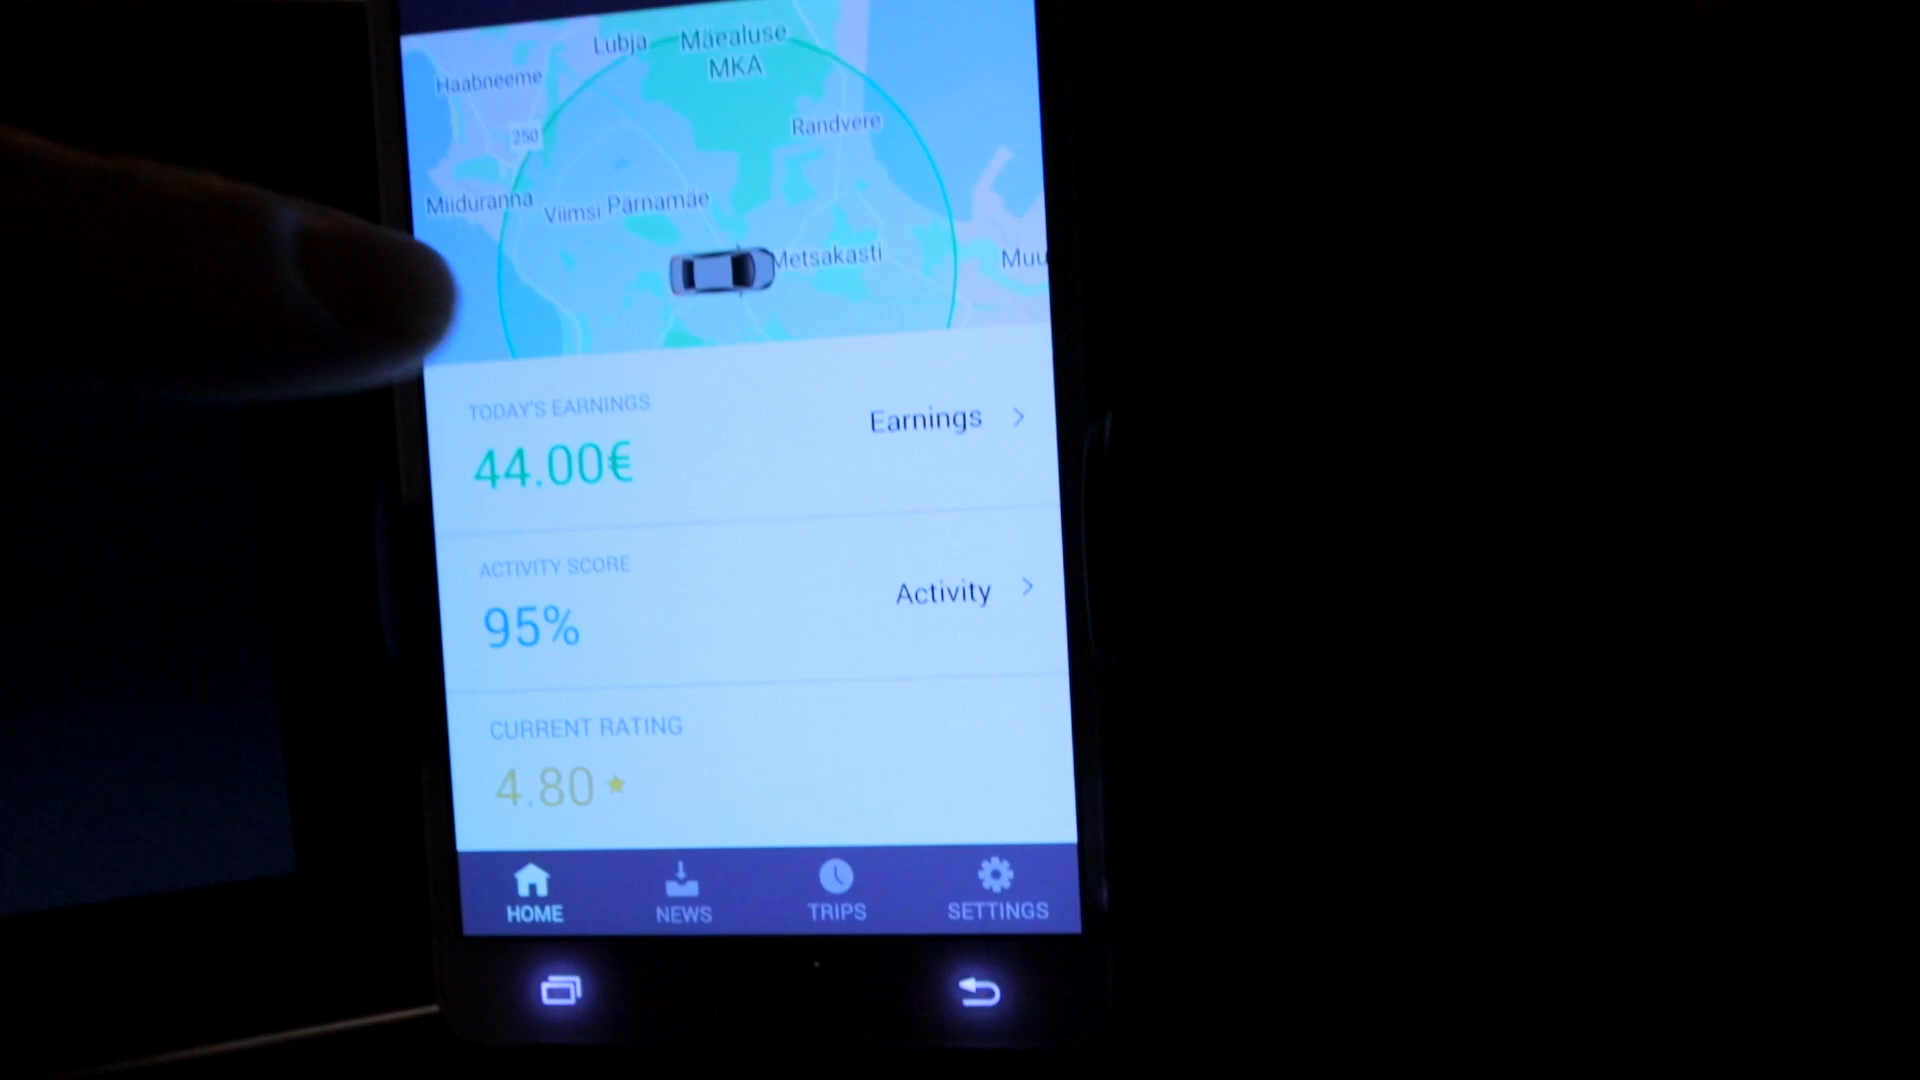 Lubja
Mäealuse
MKA
Haabneeme
250
Randvere
Miiduranna
Viimsi Pärnamäe
Metsakasti
Muu
TODAY'S EARNINGS
Earnings
44.00€
ACTIVITY SCORE
Activity
95%
CURRENT RATING
4.80
HOME NEWS TRIPS SETTINGS